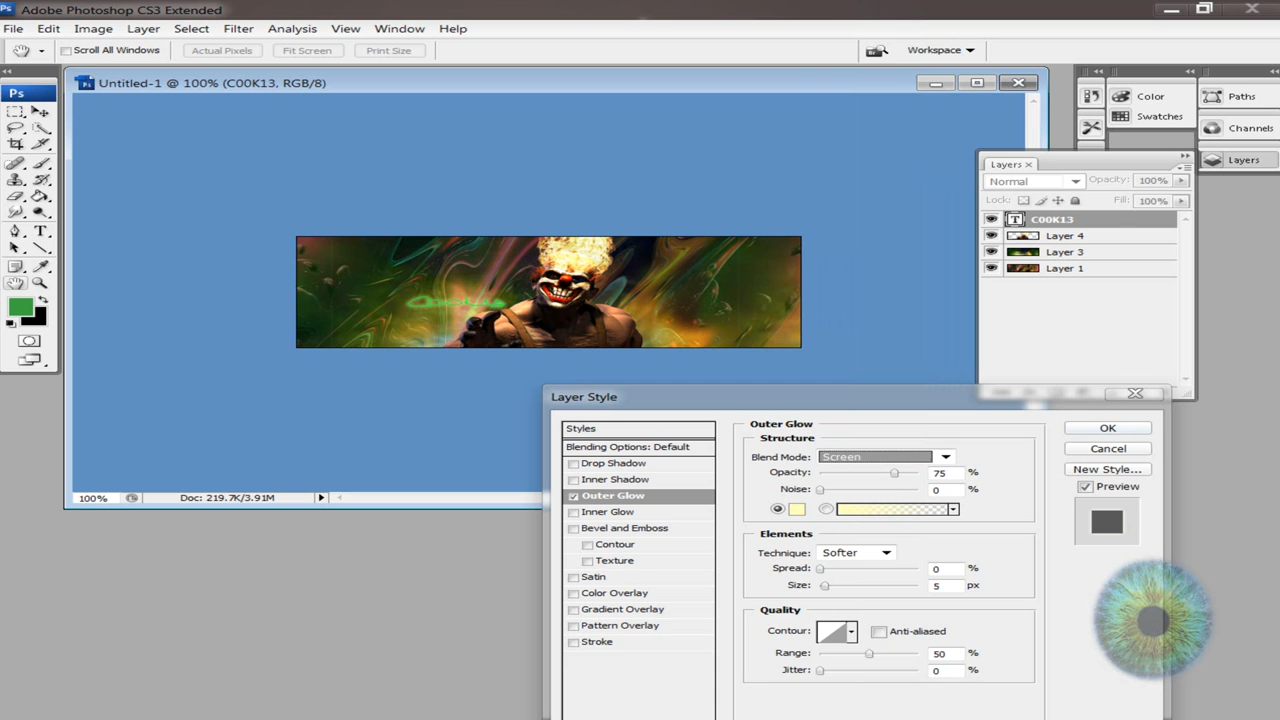 Ps Adobe Photoshop CS3 Extended
File Edit Image Layer Select Filter Analysis View Window Help
Scroll All Windows Actual Pixels Fit Screen Print Size Workspace
Ps
Untitled-1 @ 100% (C00K13, RGB/8)
Color
Swatches
Paths
Channels
Layers
Layers
Normal Opacity: 100%
Lock: Fill: 100%
T C00K13
Layer 4
Layer 3
Layer 1
100% Doc: 219.7K/3.91M
Layer Style
Styles
Blending Options: Default
Drop Shadow
Inner Shadow
Outer Glow
Inner Glow
Bevel and Emboss
Contour
Texture
Satin
Color Overlay
Gradient Overlay
Pattern Overlay
Stroke
Outer Glow
Structure
Blend Mode: Screen
Opacity: 75 %
Noise: 0 %
Elements
Technique: Softer
Spread: 0 %
Size: 5 px
Quality
Contour: Anti-aliased
Range: 50 %
Jitter: 0 %
OK
Cancel
New Style...
Preview